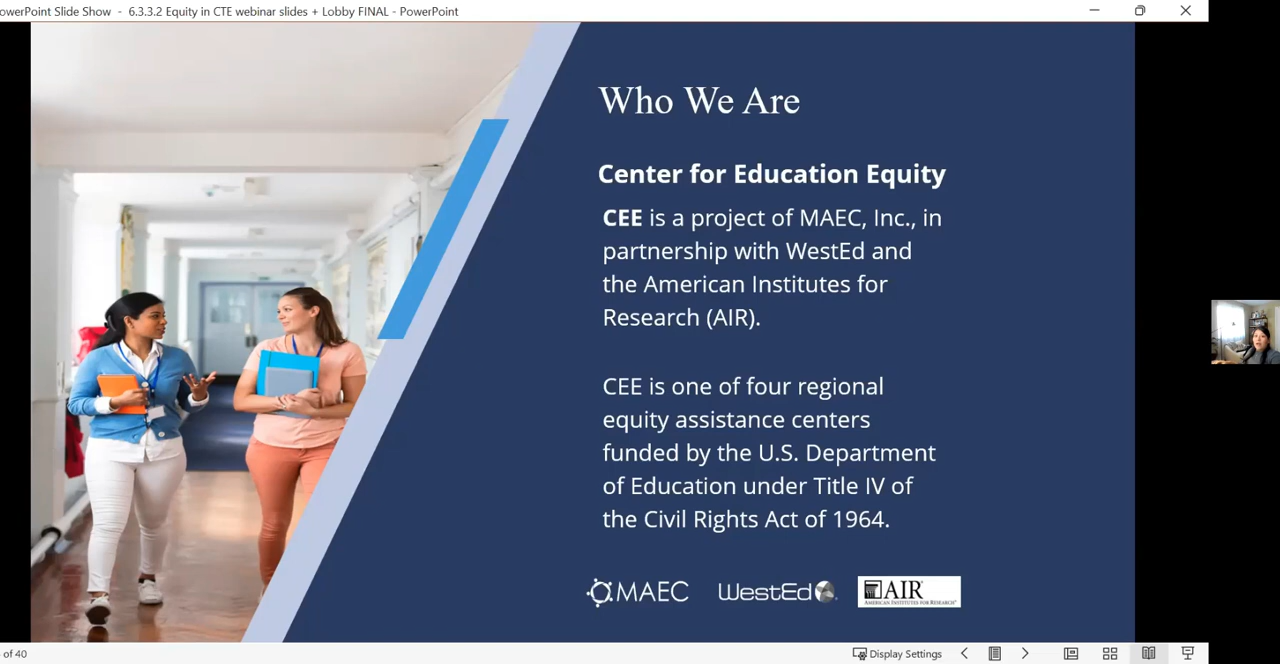 owerPoint Slide Show - 6.3.3.2 Equity in CTE webinar slides + Lobby FINAL - PowerPoint
Who We Are
Center for Education Equity
CEE is a project of MAEC, Inc., in
partnership with WestEd and
the American Institutes for
Research (AIR).
CEE is one of four regional
equity assistance centers
funded by the U.S. Department
of Education under Title IV of
the Civil Rights Act of 1964.
MAEC
WestEd
AIR
AMERICAN INSTITUTES FOR RESEARCH
of 40
Display Settings